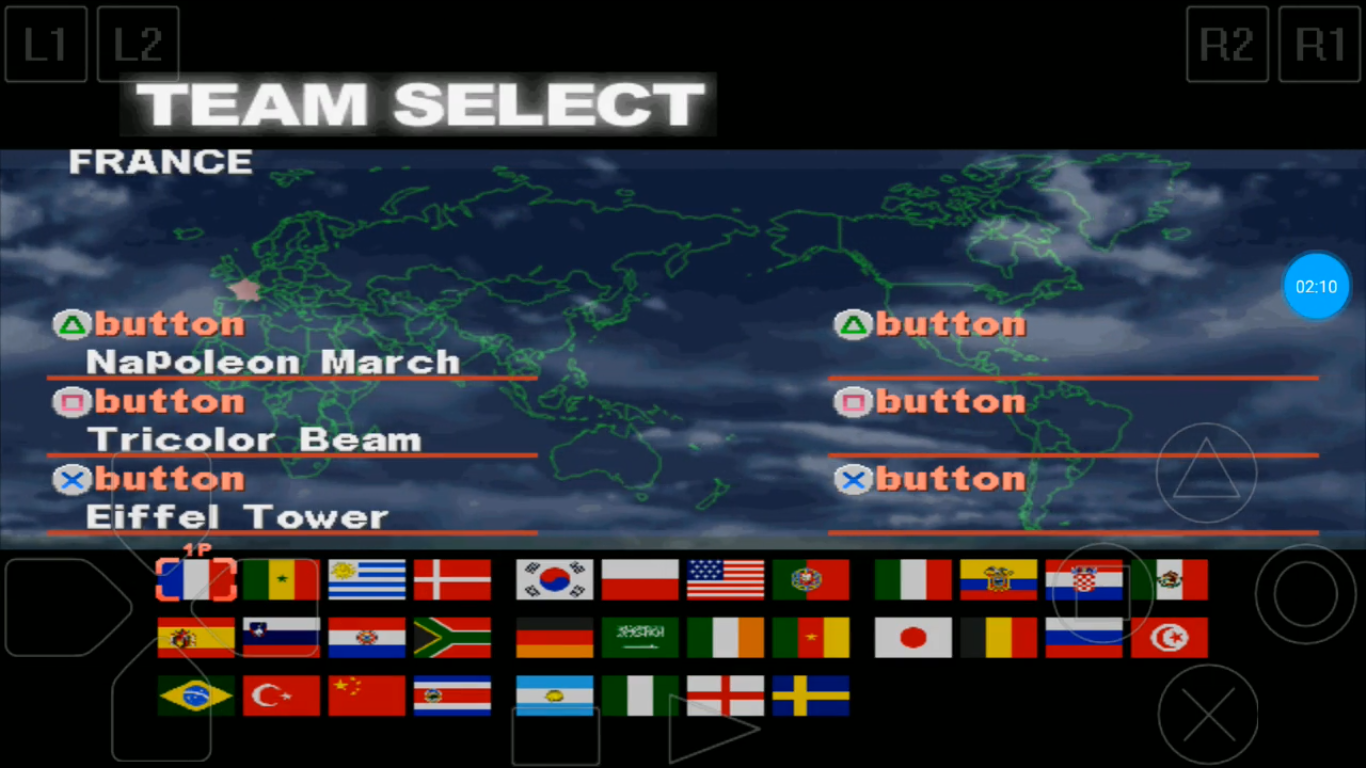 L1 L2 R2 R1
TEAM SELECT
FRANCE
02:10
button button
Napoleon March
button button
Tricolor Beam
button button
Eiffel Tower
1P